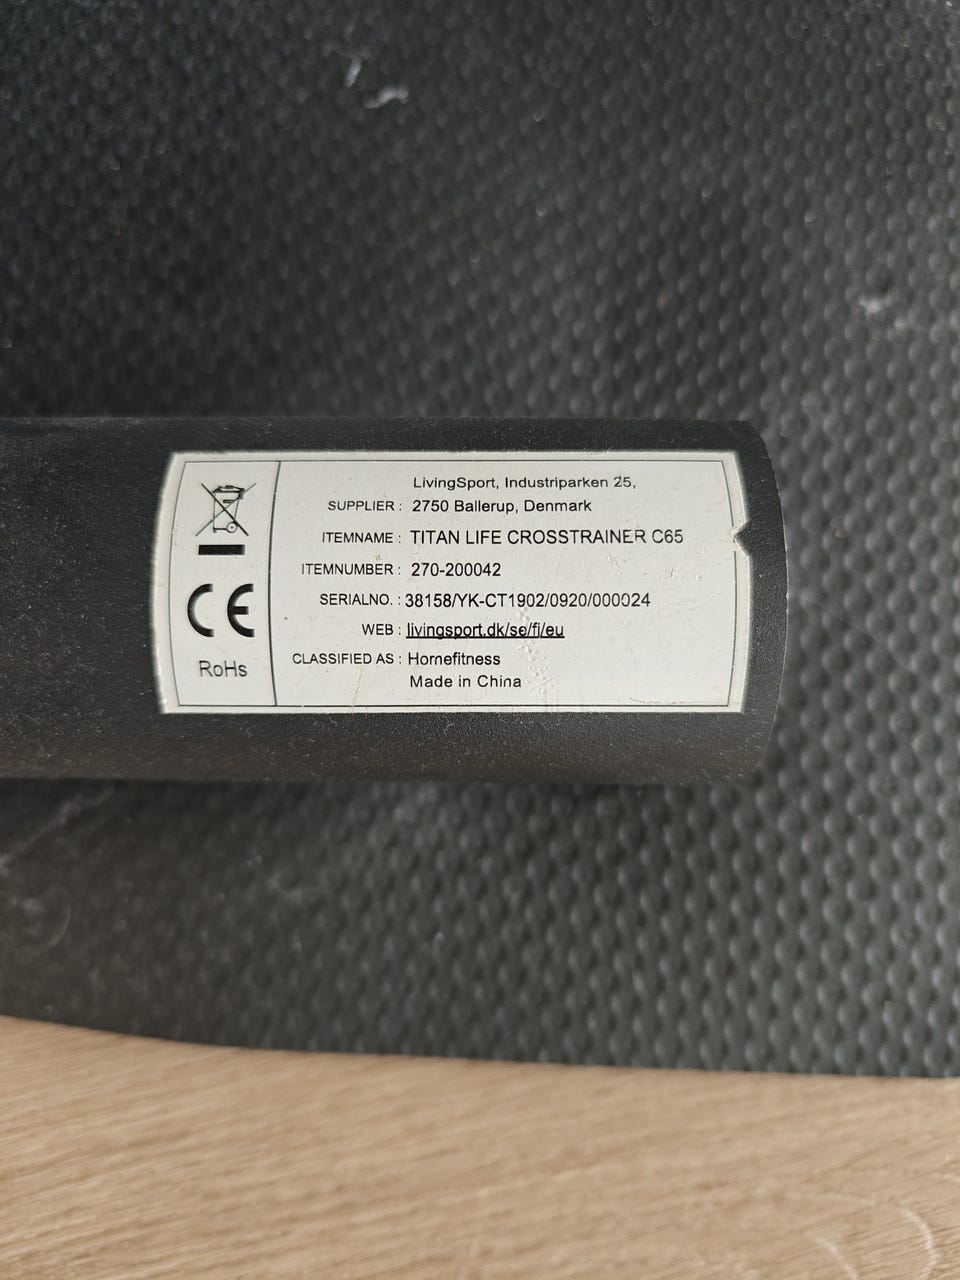 LivingSport, Industriparken 25,
SUPPLIER : 2750 Ballerup, Denmark
ITEMNAME : TITAN LIFE CROSSTRAINER C65
ITEMNUMBER : 270-200042
SERIALNO. : 38158/YK-CT1902/0920/000024
WEB : livingsport.dk/se/fi/eu
CLASSIFIED AS : Homefitness
Made in China
CE
RoHs